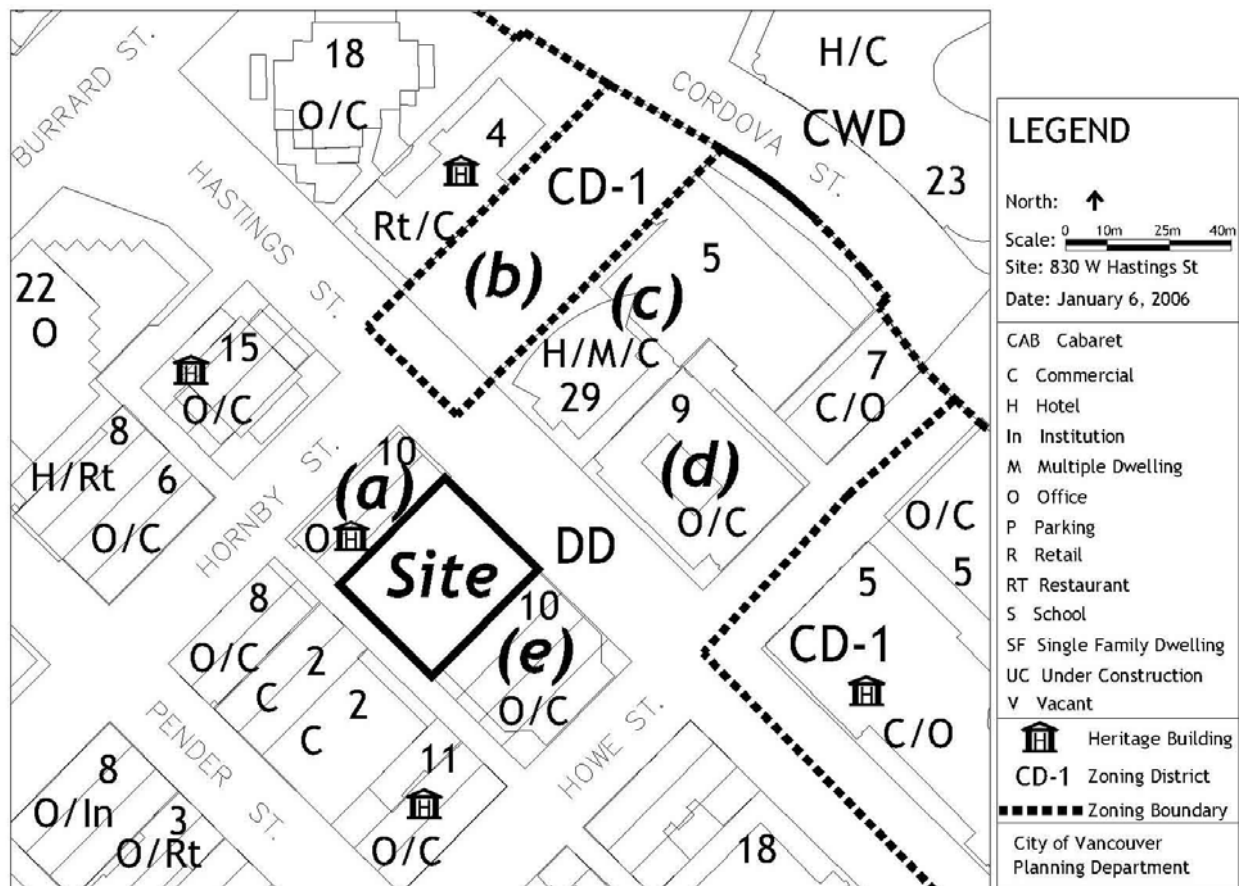 BURRARD ST.
18
O/C
4
H
Rt/C
CORDOVA ST.
H/C
CWD
23
HASTINGS ST.
CD-1
(b)
5
(c)
H/M/C
29
22
O
15
H
O/C
7
C/O
9
(d)
O/C
8
H/Rt
6
O/C
HORNBY ST.
10
(a)
O
H
Site
DD
10
(e)
O/C
O/C
5
5
CD-1
H
C/O
8
O/C
2
C
2
C
11
H
O/C
HOWE ST.
PENDER ST.
8
O/In
3
O/Rt
18
LEGEND
North:
Scale: 0 10m 25m 40m
Site: 830 W Hastings St
Date: January 6, 2006
CAB Cabaret
C Commercial
H Hotel
In Institution
M Multiple Dwelling
O Office
P Parking
R Retail
RT Restaurant
S School
SF Single Family Dwelling
UC Under Construction
V Vacant
H Heritage Building
CD-1 Zoning District
Zoning Boundary
City of Vancouver
Planning Department